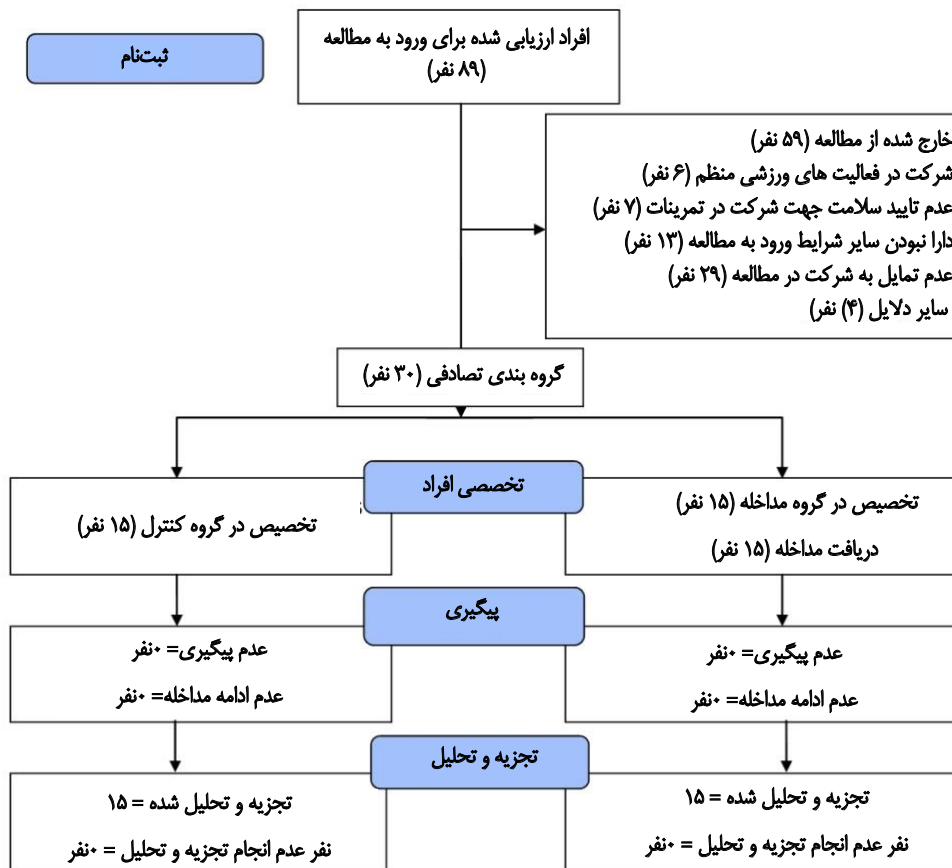 ثبت‌نام
افراد ارزیابی شده برای ورود به مطالعه
(۸۹ نفر)
خارج شده از مطالعه (۵۹ نفر)
شرکت در فعالیت های ورزشی منظم (۶ نفر)
عدم تایید سلامت جهت شرکت در تمرینات (۷ نفر)
دارا نبودن سایر شرایط ورود به مطالعه (۱۳ نفر)
عدم تمایل به شرکت در مطالعه (۲۹ نفر)
سایر دلایل (۴) نفر)
گروه بندی تصادفی (۳۰ نفر)
تخصصی افراد
تخصیص در گروه مداخله (۱۵ نفر)
دریافت مداخله (۱۵ نفر)
تخصیص در گروه کنترل (۱۵ نفر)
پیگیری
عدم پیگیری= ۰نفر
عدم ادامه مداخله= ۰نفر
عدم پیگیری= ۰نفر
عدم ادامه مداخله= ۰نفر
تجزیه و تحلیل
تجزیه و تحلیل شده = ۱۵
نفر عدم انجام تجزیه و تحلیل = ۰نفر
تجزیه و تحلیل شده = ۱۵
نفر عدم انجام تجزیه و تحلیل = ۰نفر